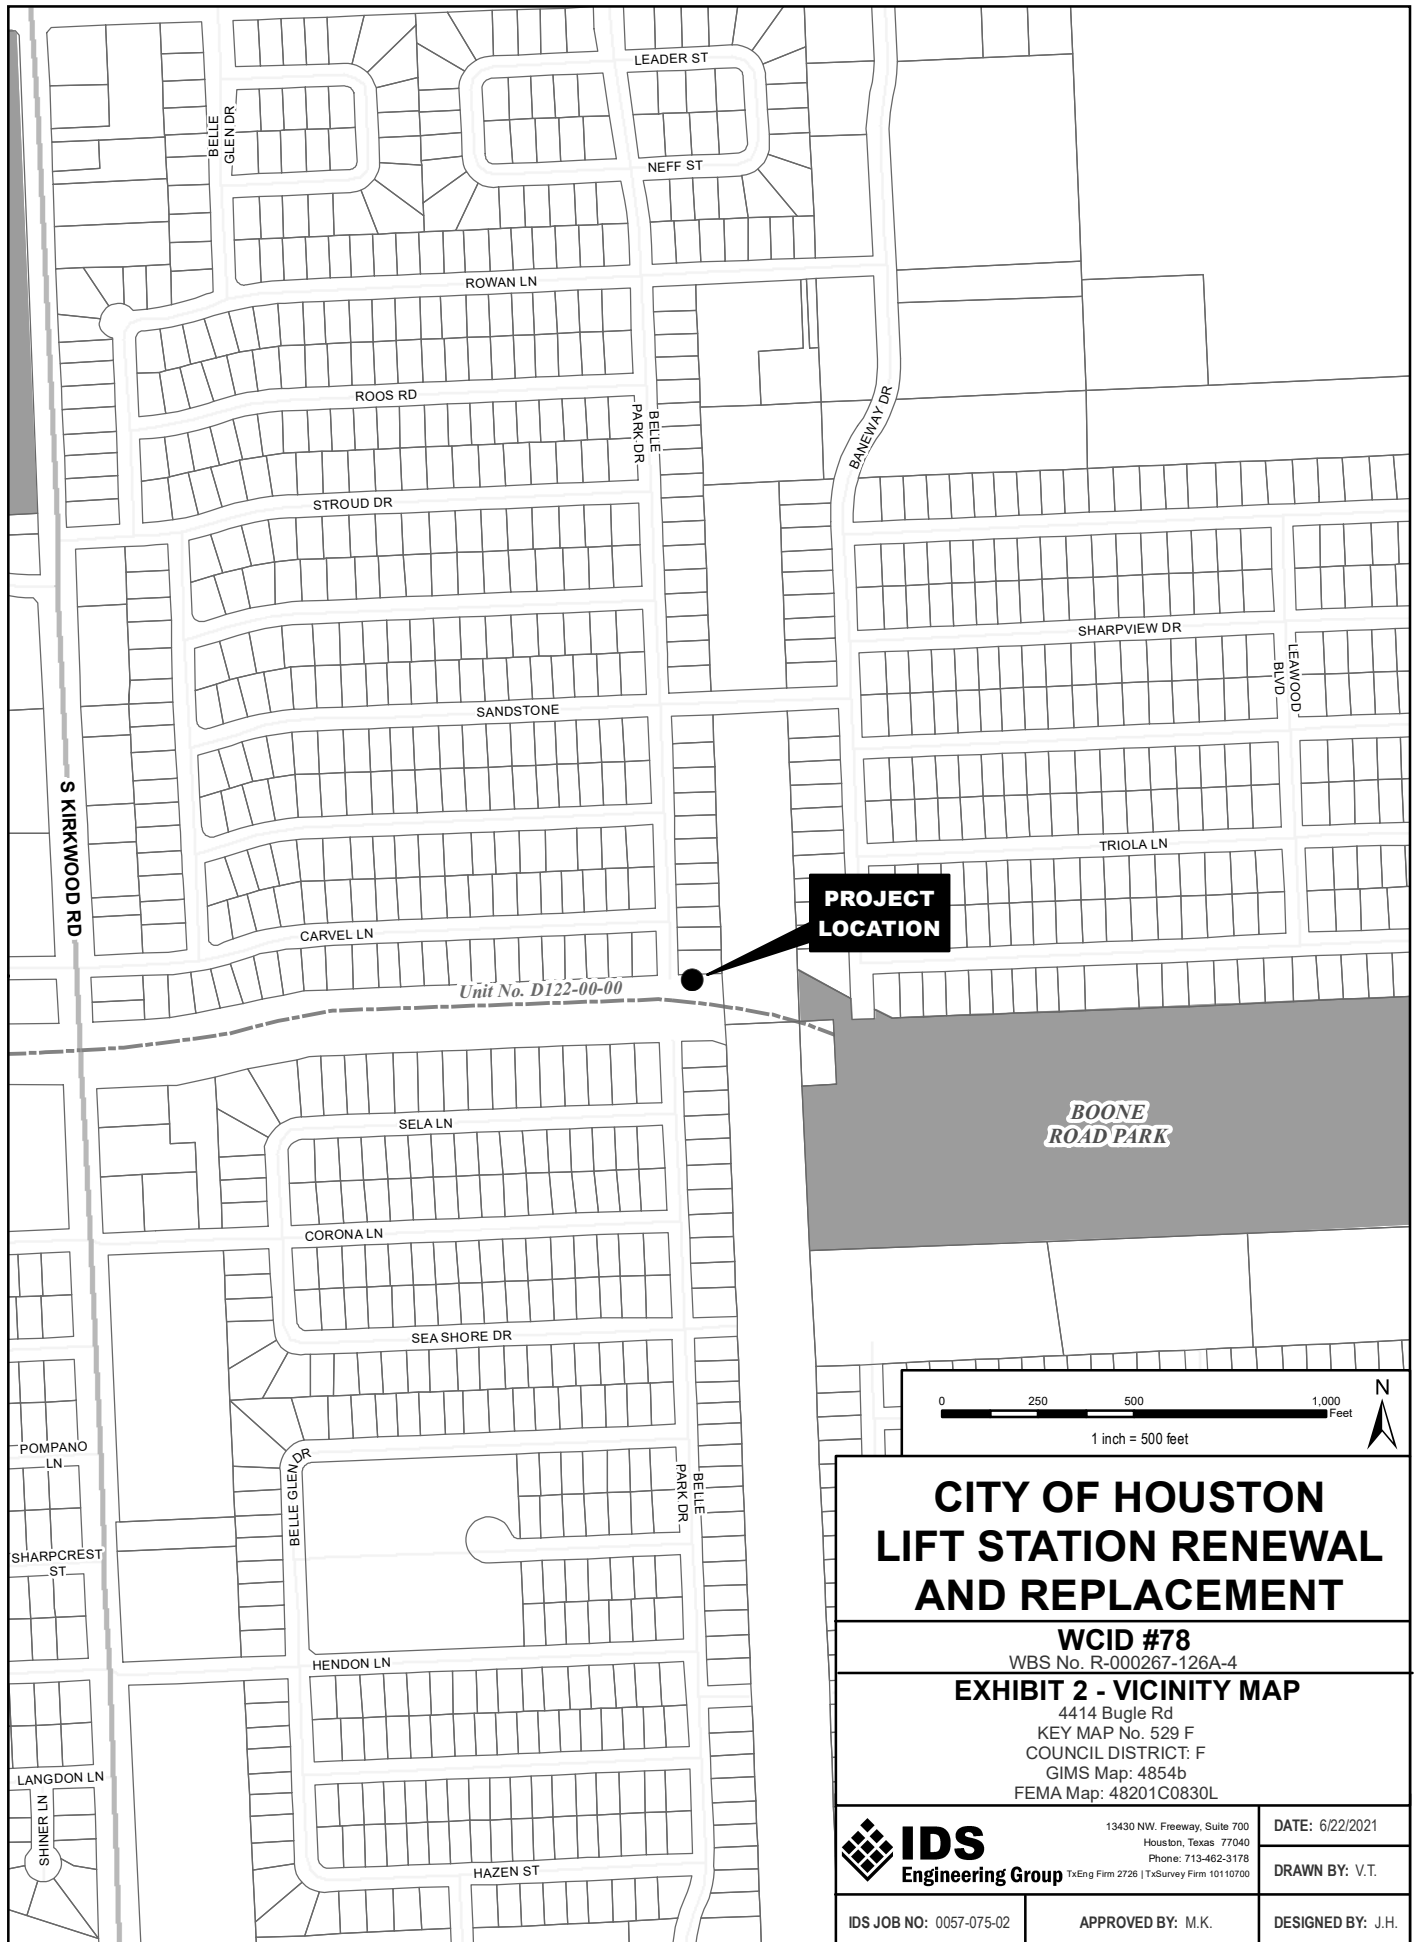 LEADER ST
BELLE
GLEN DR
NEFF ST
ROWAN LN
ROOS RD
BELLE
PARK DR
BANEWAY DR
STROUD DR
SHARPVIEW DR
LEAWOOD
BLVD
SANDSTONE
S KIRKWOOD RD
TRIOLA LN
PROJECT
LOCATION
CARVEL LN
Unit No. D122-00-00
BOONE
ROAD PARK
SELA LN
CORONA LN
SEA SHORE DR
POMPANO
LN
BELLE GLEN DR
BELLE
PARK DR
SHARPCREST
ST
HENDON LN
LANGDON LN
SHINER LN
HAZEN ST
0 250 500 1,000
Feet
N
1 inch = 500 feet
CITY OF HOUSTON
LIFT STATION RENEWAL
AND REPLACEMENT
WCID #78
WBS No. R-000267-126A-4
EXHIBIT 2 - VICINITY MAP
4414 Bugle Rd
KEY MAP No. 529 F
COUNCIL DISTRICT: F
GIMS Map: 4854b
FEMA Map: 48201C0830L
IDS
Engineering Group
13430 NW. Freeway, Suite 700
Houston, Texas 77040
Phone: 713-462-3178
TxEng Firm 2726 | TxSurvey Firm 10110700
DATE: 6/22/2021
DRAWN BY: V.T.
IDS JOB NO: 0057-075-02
APPROVED BY: M.K.
DESIGNED BY: J.H.